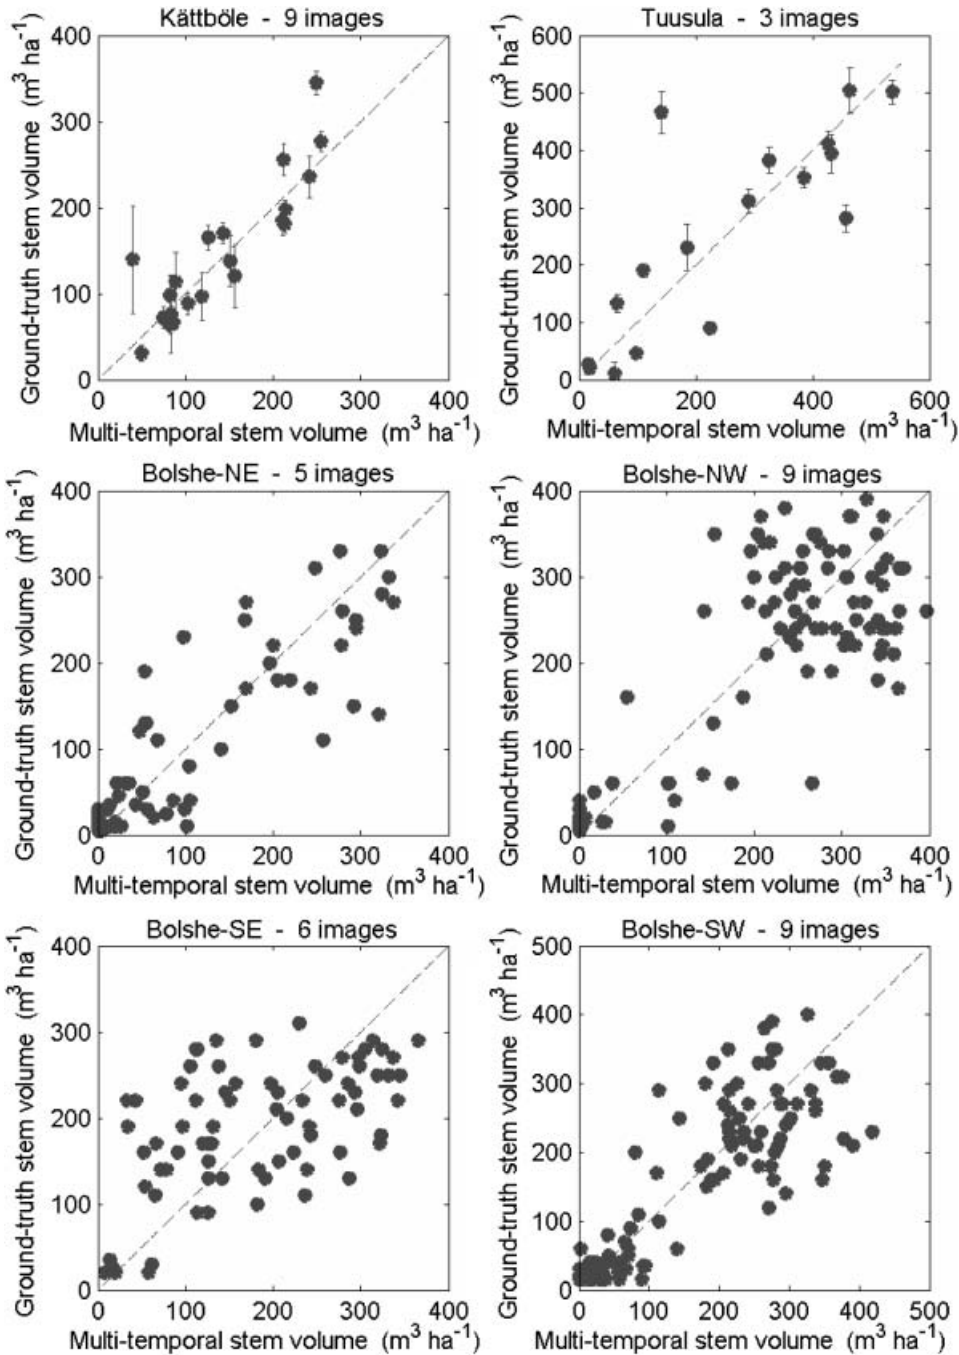 Kättböle - 9 images
Ground-truth stem volume (m³ ha⁻¹)
400
300
200
100
0
0 100 200 300 400
Multi-temporal stem volume (m³ ha⁻¹)
Tuusula - 3 images
Ground-truth stem volume (m³ ha⁻¹)
600
500
400
300
200
100
0
0 200 400 600
Multi-temporal stem volume (m³ ha⁻¹)
Bolshe-NE - 5 images
Ground-truth stem volume (m³ ha⁻¹)
400
300
200
100
0
0 100 200 300 400
Multi-temporal stem volume (m³ ha⁻¹)
Bolshe-NW - 9 images
Ground-truth stem volume (m³ ha⁻¹)
400
300
200
100
0
0 100 200 300 400
Multi-temporal stem volume (m³ ha⁻¹)
Bolshe-SE - 6 images
Ground-truth stem volume (m³ ha⁻¹)
400
300
200
100
0
0 100 200 300 400
Multi-temporal stem volume (m³ ha⁻¹)
Bolshe-SW - 9 images
Ground-truth stem volume (m³ ha⁻¹)
500
400
300
200
100
0
0 100 200 300 400 500
Multi-temporal stem volume (m³ ha⁻¹)